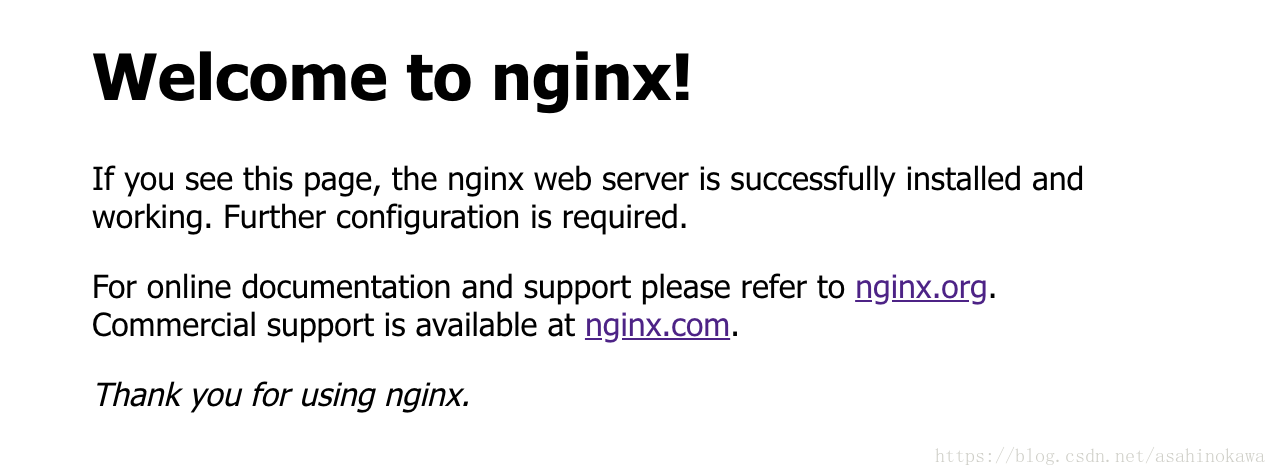 Welcome to nginx!
If you see this page, the nginx web server is successfully installed and
working. Further configuration is required.
For online documentation and support please refer to nginx.org.
Commercial support is available at nginx.com.
Thank you for using nginx.
https://blog.csdn.net/asahinokawa